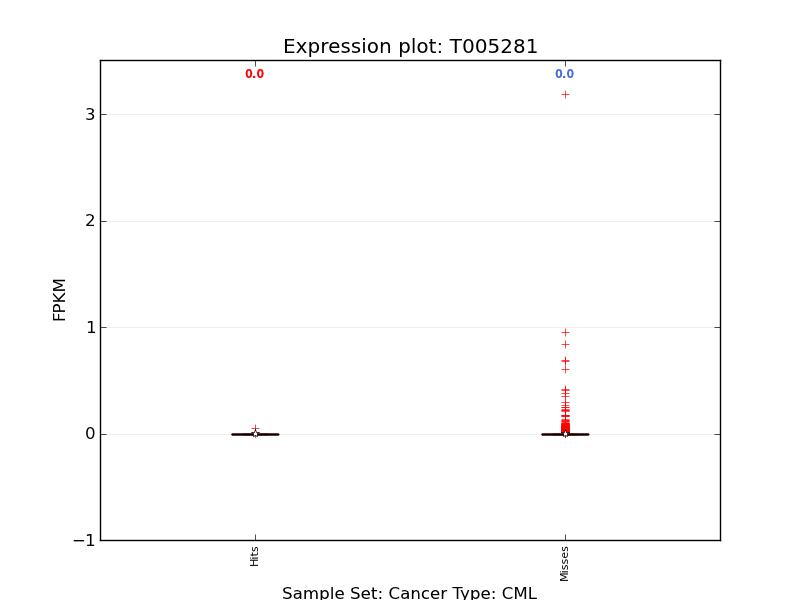 Expression plot: T005281
0.0 0.0
3
2
FPKM
1
0
−1
Hits Misses
Sample Set: Cancer Type: CML